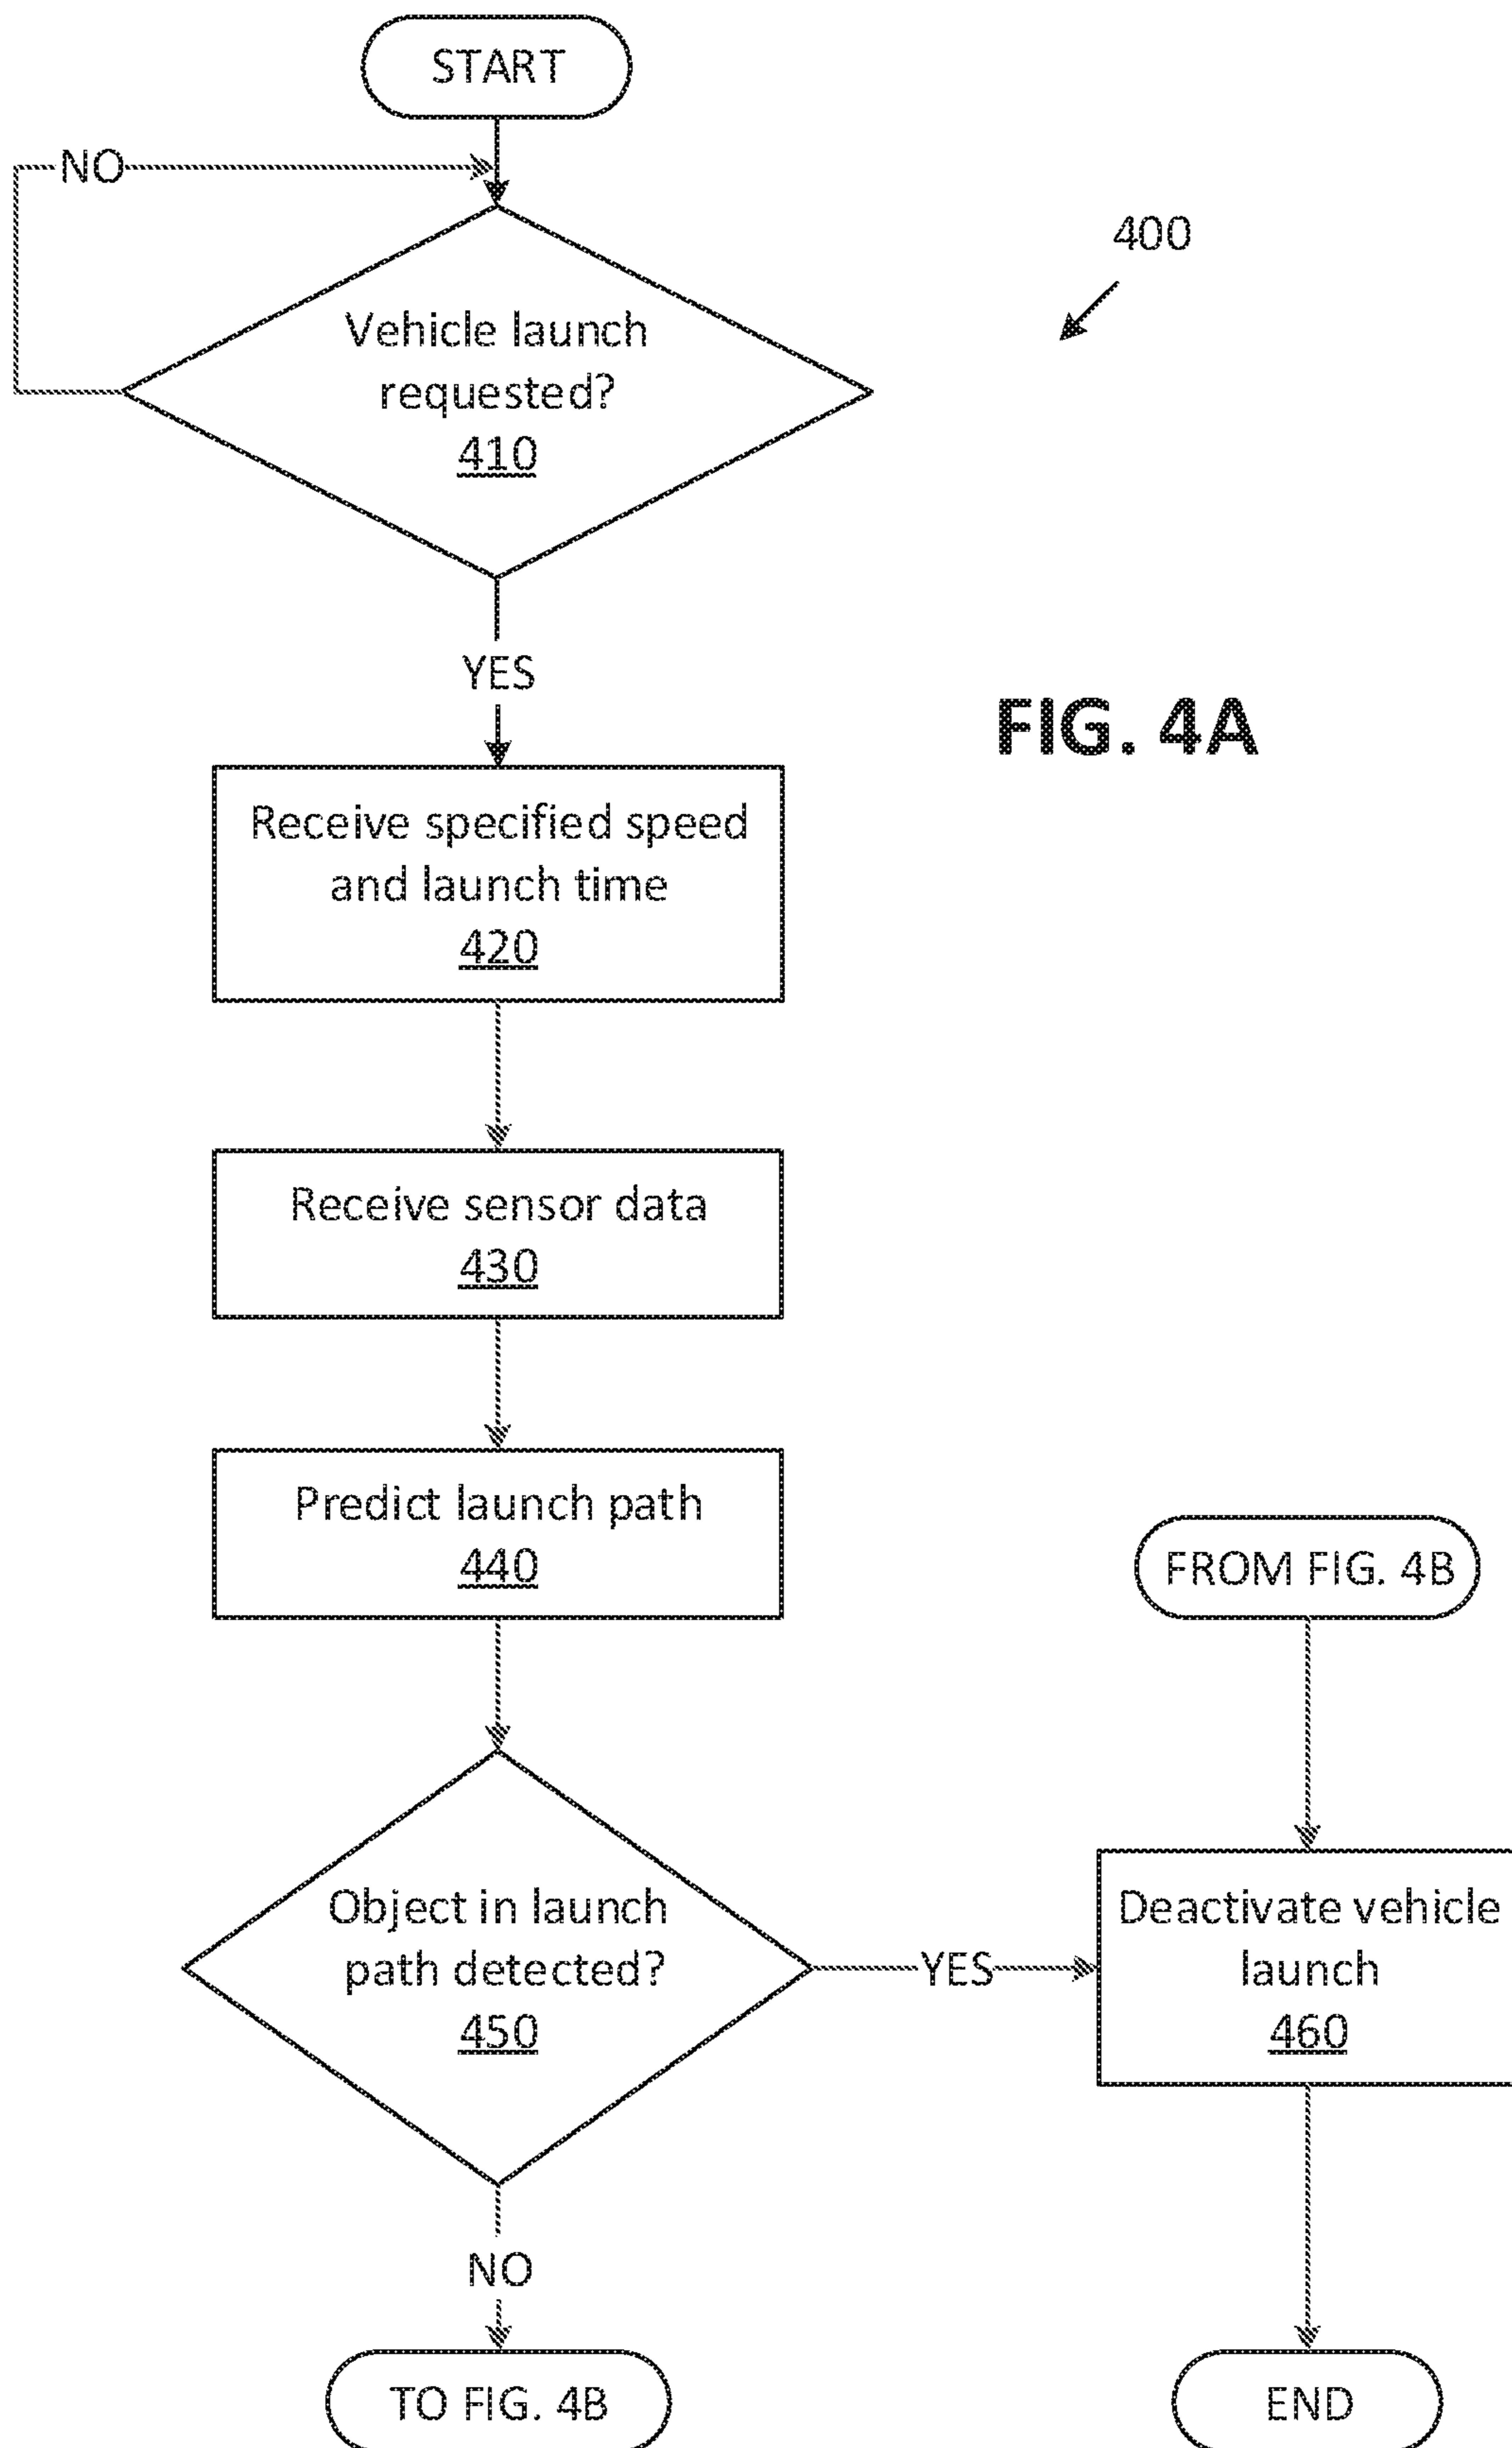 START
NO
400
Vehicle launch
requested?
410
YES
FIG. 4A
Receive specified speed
and launch time
420
Receive sensor data
430
Predict launch path
440
FROM FIG. 4B
Object in launch
path detected?
450
YES
Deactivate vehicle
launch
460
NO
TO FIG. 4B
END